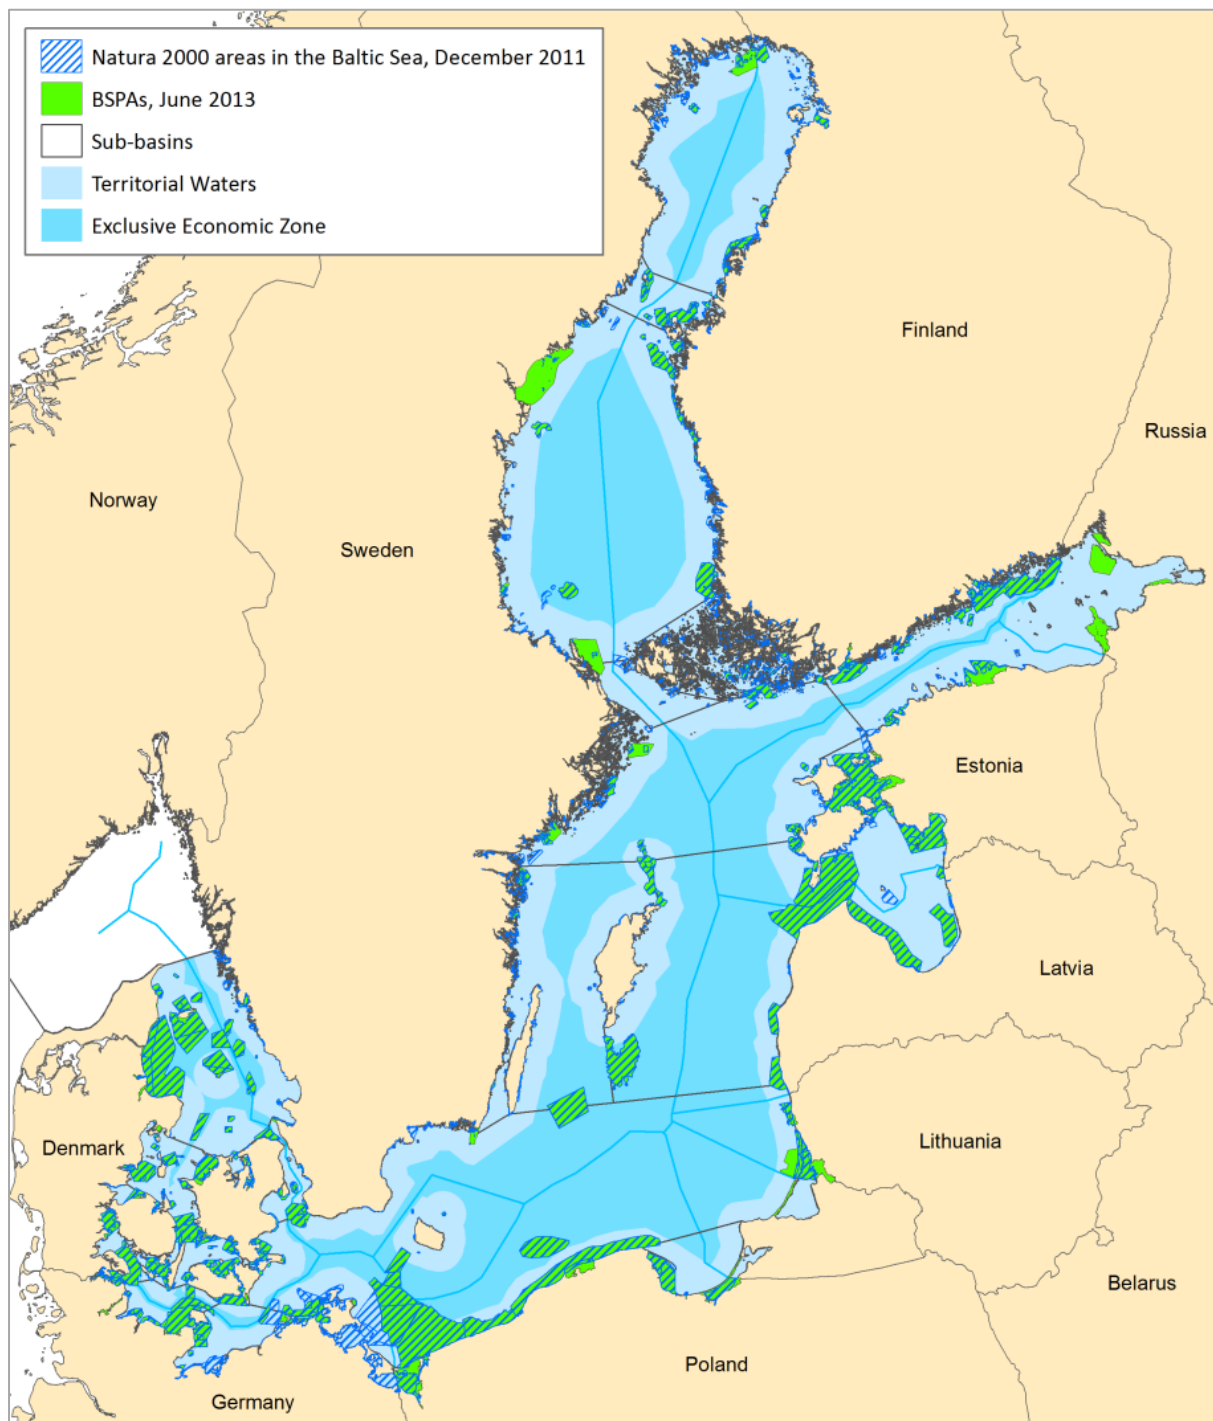 Natura 2000 areas in the Baltic Sea, December 2011
BSPAs, June 2013
Sub-basins
Territorial Waters
Exclusive Economic Zone
Finland
Russia
Norway
Sweden
Estonia
Latvia
Denmark
Lithuania
Belarus
Poland
Germany